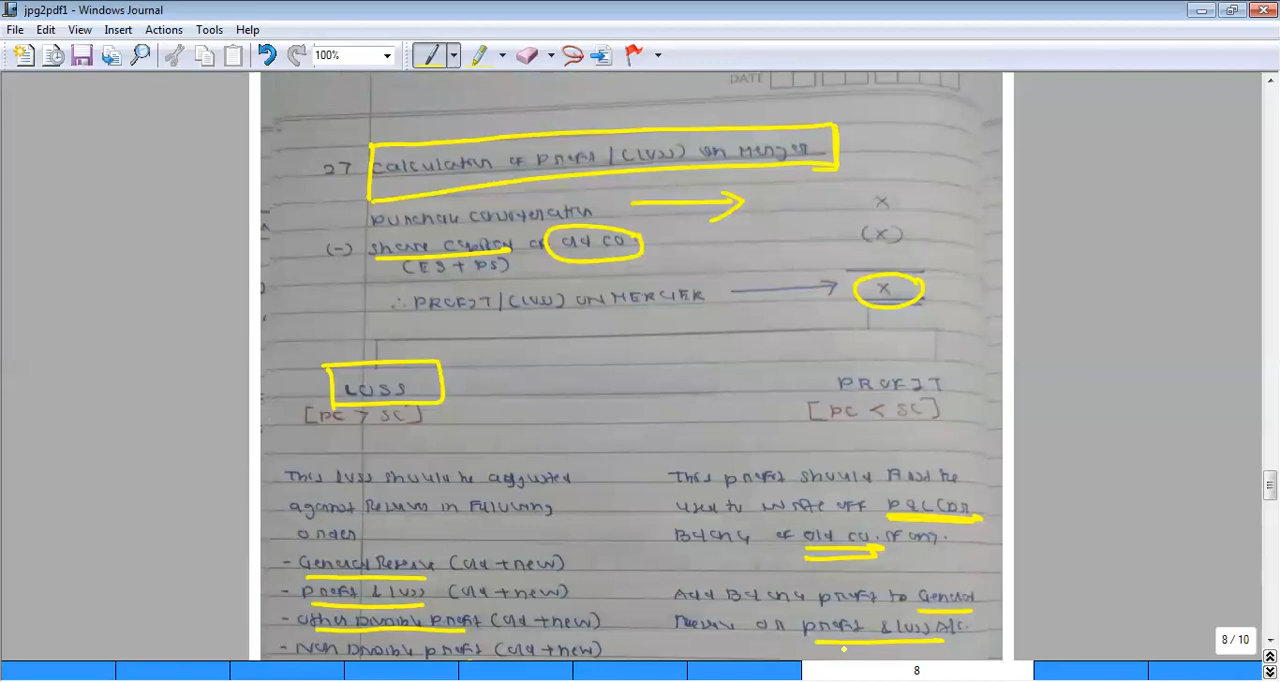 jpg2pdf1 - Windows Journal
File Edit View Insert Actions Tools Help
100%
DATE
27 Calculation of Profit / (Loss) on Merger
Purchase Consideration x
(-) Share Capital of Old Co. (x)
(ES + PS)
∴ PROFIT / (LOSS) ON MERGER x
LOSS PROFIT
[PC > SC] [PC < SC]
This loss should be adjusted
against Reserves in Following
order
- General Reserve (old + new)
- Profit & Loss (old + new)
- Other Divisible profit (old + new)
- Non Divisible profit (old + new)
This profit should First be
used to write off P&L (Dr.
Balance of Old Co. if any.
Add Balance profit to General
Reserve or profit & Loss A/c.
8 / 10
8